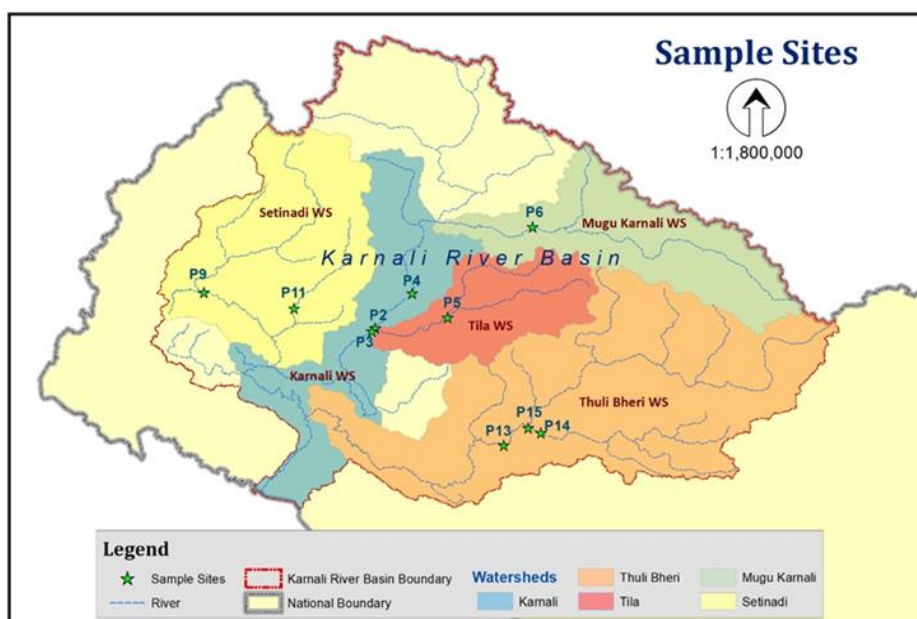 Sample Sites
1:1,800,000
Setinadi WS
P6
Mugu Karnali WS
Karnali River Basin
P9
P4
P11
P5
P2
Tila WS
P3
Karnali WS
Thuli Bheri WS
P15
P14
P13
Legend
Sample Sites
Karnali River Basin Boundary
Watersheds
Thuli Bheri
Mugu Karnali
River
National Boundary
Karnali
Tila
Setinadi